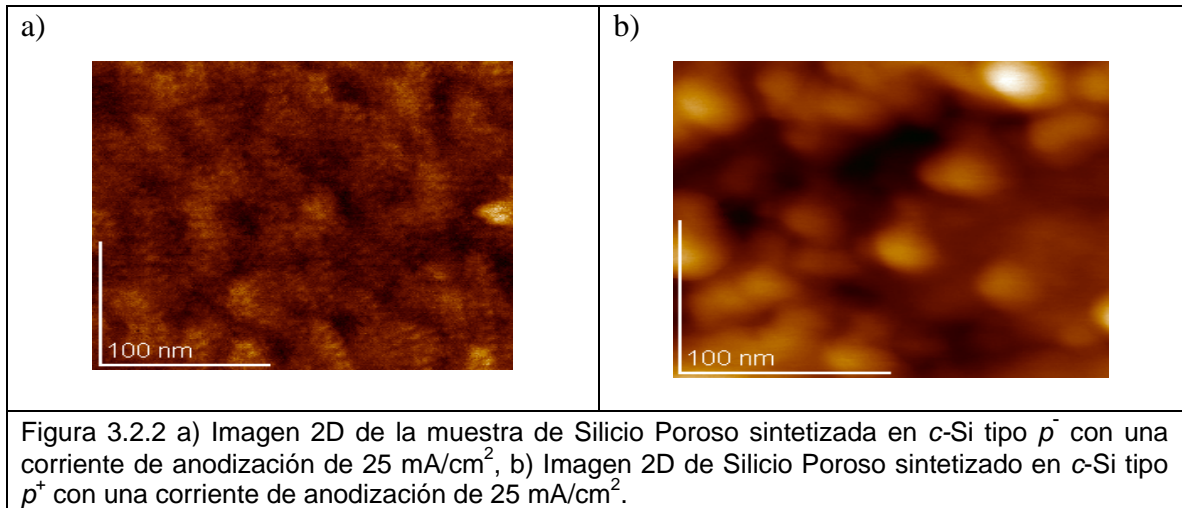 a)
b)
100 nm
100 nm
Figura 3.2.2 a) Imagen 2D de la muestra de Silicio Poroso sintetizada en c-Si tipo p⁻ con una
corriente de anodización de 25 mA/cm², b) Imagen 2D de Silicio Poroso sintetizado en c-Si tipo
p⁺ con una corriente de anodización de 25 mA/cm².